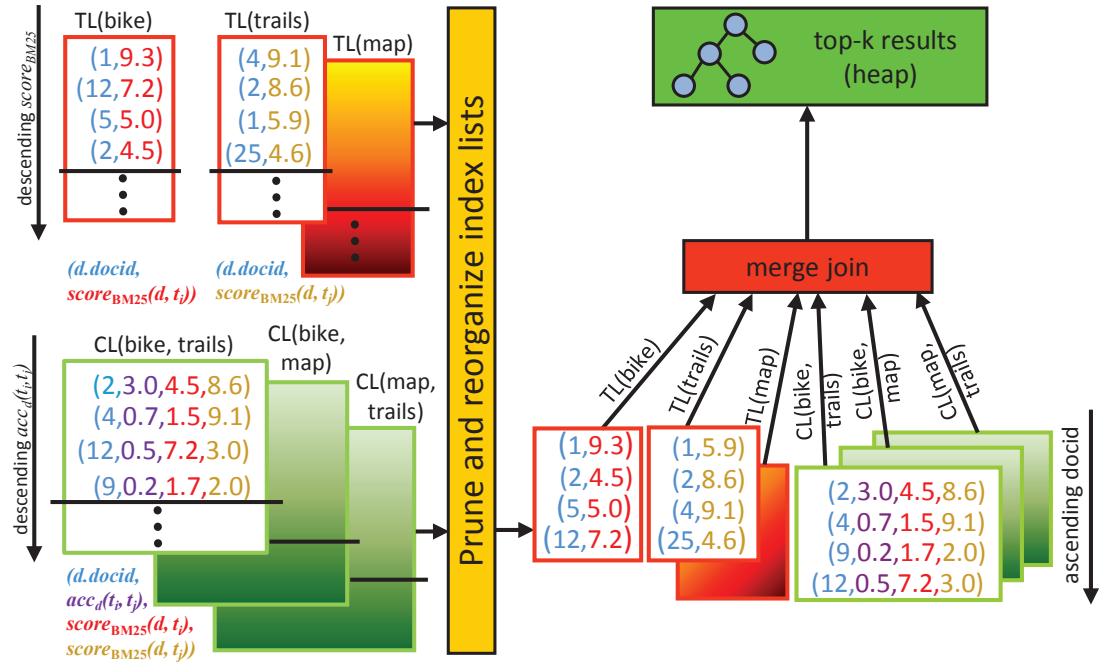 descending score_BM25
TL(bike)
(1,9.3)
(12,7.2)
(5,5.0)
(2,4.5)
(d.docid,
score_BM25(d, t_i))
TL(trails)
(4,9.1)
(2,8.6)
(1,5.9)
(25,4.6)
(d.docid,
score_BM25(d, t_j))
TL(map)
descending acc_d(t_i,t_j)
CL(bike, trails)
(2,3.0,4.5,8.6)
(4,0.7,1.5,9.1)
(12,0.5,7.2,3.0)
(9,0.2,1.7,2.0)
(d.docid,
acc_d(t_i, t_j),
score_BM25(d, t_i),
score_BM25(d, t_j))
CL(bike,
map)
CL(map,
trails)
Prune and reorganize index lists
top-k results
(heap)
merge join
TL(bike)
TL(trails)
TL(map)
CL(bike,
trails)
CL(bike,
map)
CL(map,
trails)
(1,9.3)
(2,4.5)
(5,5.0)
(12,7.2)
(1,5.9)
(2,8.6)
(4,9.1)
(25,4.6)
(2,3.0,4.5,8.6)
(4,0.7,1.5,9.1)
(9,0.2,1.7,2.0)
(12,0.5,7.2,3.0)
ascending docid